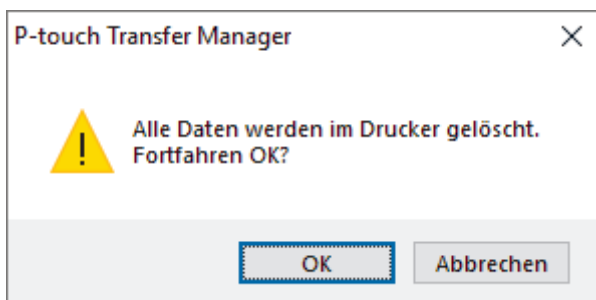 P-touch Transfer Manager
Alle Daten werden im Drucker gelöscht.
Fortfahren OK?
OK
Abbrechen